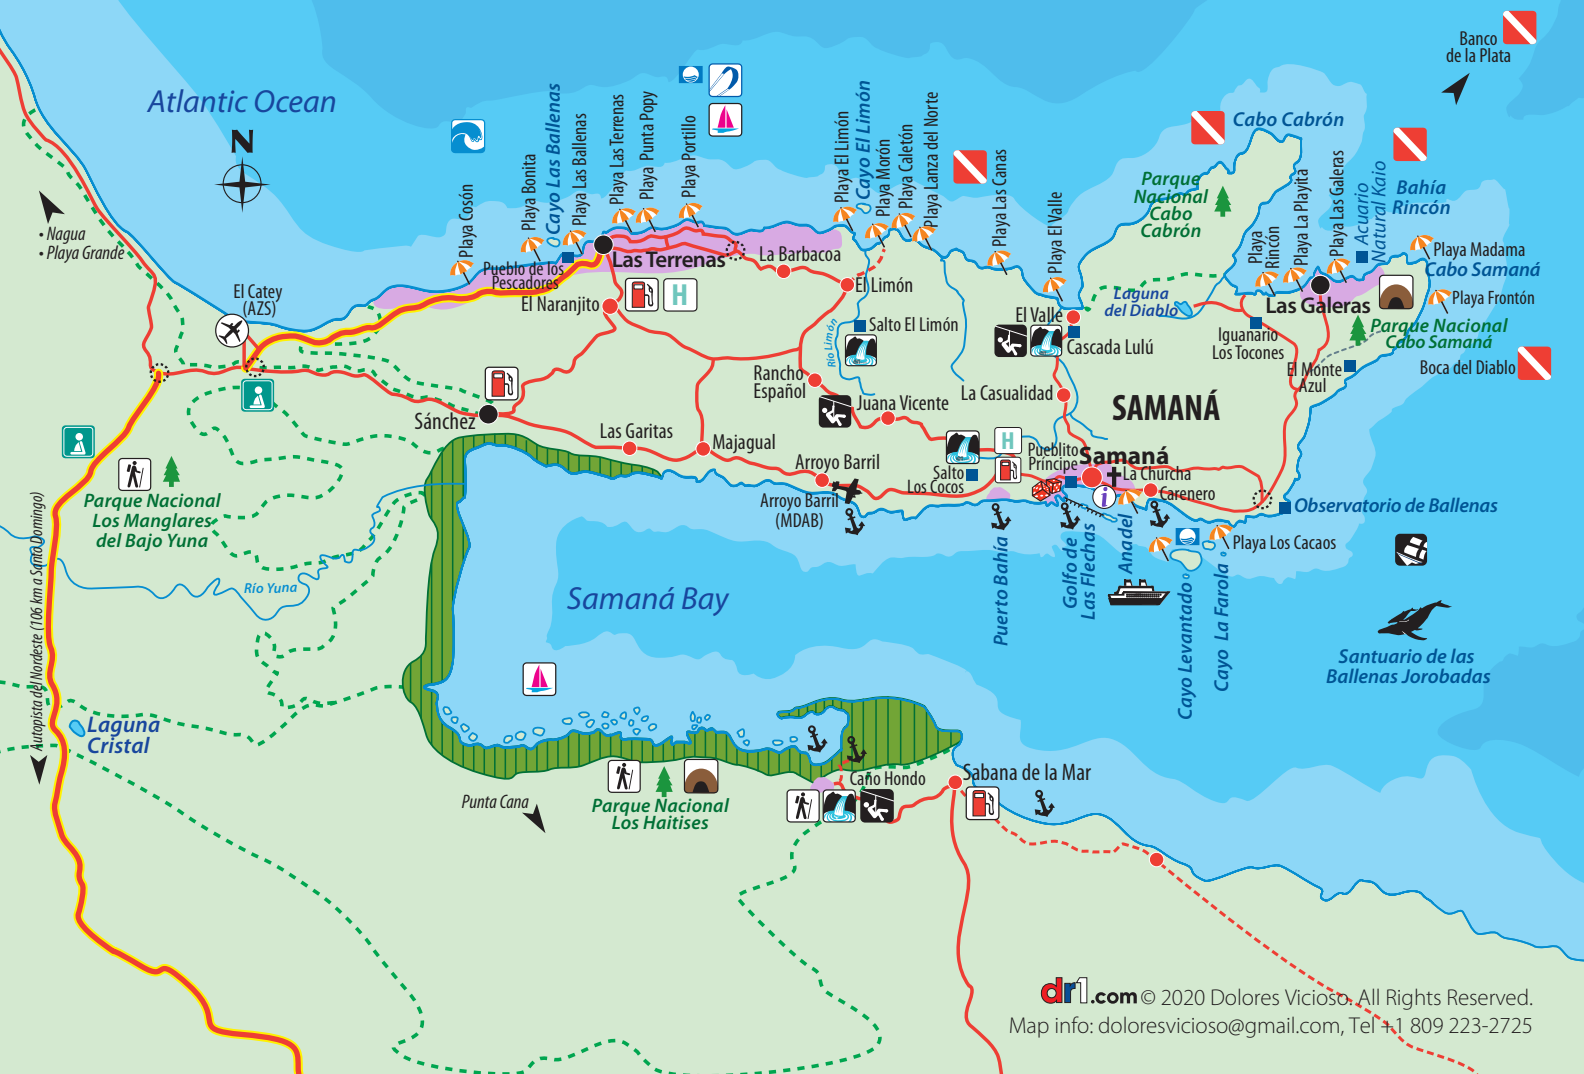 Banco
de la Plata
Atlantic Ocean
N
Cabo Cabrón
Parque
Nacional
Cabo
Cabrón
Bahía
Rincón
Acuario
Natural Kaio
• Nagua
• Playa Grande
Playa Cosón
Playa Bonita
Cayo Las Ballenas
Playa Las Ballenas
Playa Las Terrenas
Playa Punta Popy
Playa Portillo
Playa El Limón
Cayo El Limón
Playa Morón
Playa Caletón
Playa Lanza del Norte
Playa Las Canas
Playa El Valle
Playa
Rincón
Playa La Playita
Playa Las Galeras
Playa Madama
Cabo Samaná
Playa Frontón
Pueblo de los
Pescadores
Las Terrenas
La Barbacoa
El Limón
El Catey
(AZS)
El Naranjito
H
Laguna
del Diablo
Las Galeras
Parque Nacional
Cabo Samaná
Iguanario
Los Tocones
El Monte
Azul
Boca del Diablo
Río Limón
Salto El Limón
El Valle
Cascada Lulú
Rancho
Español
Juana Vicente
La Casualidad
SAMANÁ
Sánchez
Las Garitas
Majagual
Arroyo Barril
Arroyo Barril
(MDAB)
H
Salto
Los Cocos
Pueblito
Príncipe
Samaná
La Churcha
Carenero
i
Observatorio de Ballenas
Playa Los Cacaos
Parque Nacional
Los Manglares
del Bajo Yuna
Autopista del Nordeste (106 km a Santo Domingo)
Río Yuna
Samaná Bay
Puerto Bahía
Golfo de
Las Flechas
Anadel
Cayo Levantado
Cayo La Farola
Santuario de las
Ballenas Jorobadas
Laguna
Cristal
Punta Cana
Parque Nacional
Los Haitises
Caño Hondo
Sabana de la Mar
dr1.com © 2020 Dolores Vicioso. All Rights Reserved.
Map info: doloresvicioso@gmail.com, Tel +1 809 223-2725